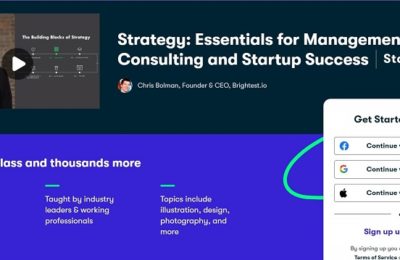 The Building Blocks of Strategy
Strategy: Essentials for Management
Consulting and Startup Success
Chris Bolman, Founder & CEO, Brightest.io
Get Starte
Continue
Continue
Continue
Sign up u
By signing up you
Terms of Service
lass and thousands more
Taught by industry
leaders & working
professionals
Topics include
illustration, design,
photography, and
more